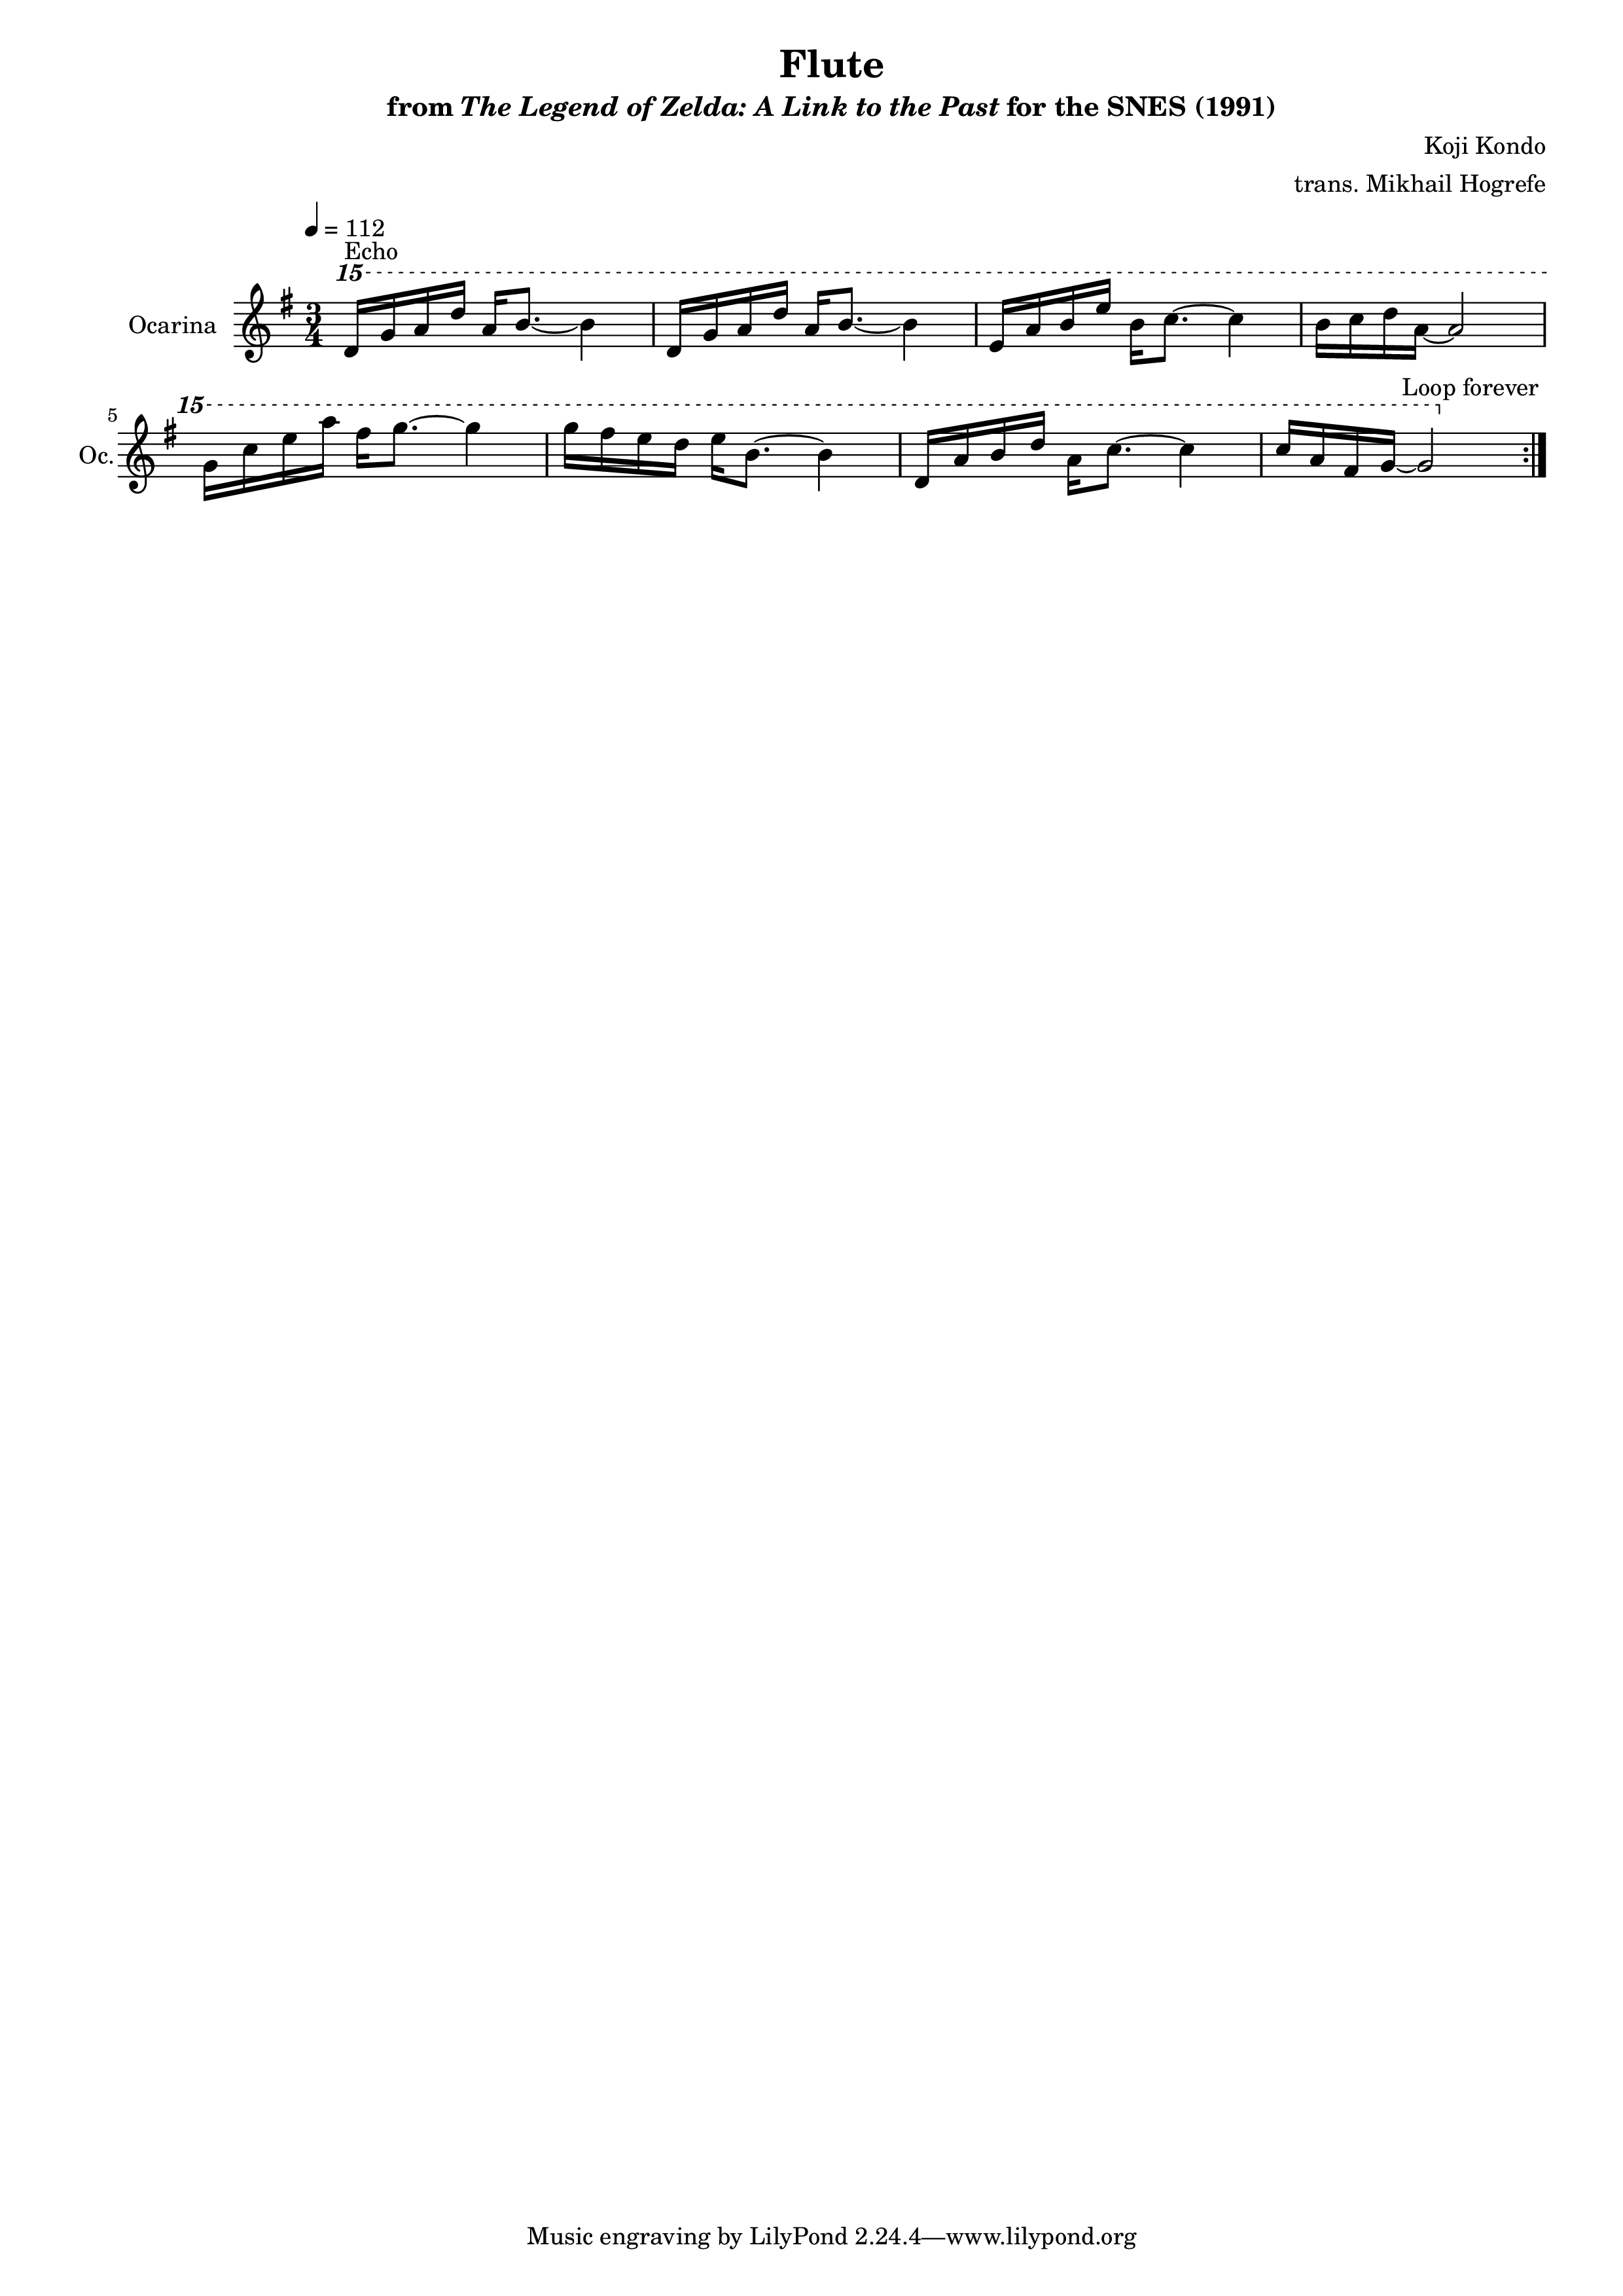 Flute
from The Legend of Zelda: A Link to the Past for the SNES (1991)
Koji Kondo
trans. Mikhail Hogrefe
= 112
Echo
15
Ocarina
3
4
Loop forever
15
5
Oc.
Music engraving by LilyPond 2.24.4—www.lilypond.org